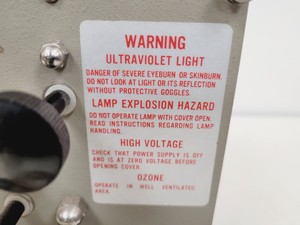 WARNING
ULTRAVIOLET LIGHT
DANGER OF SEVERE EYEBURN OR SKINBURN.
DO NOT LOOK AT LIGHT OR ITS REFLECTION
WITHOUT PROTECTIVE GOGGLES.
LAMP EXPLOSION HAZARD
DO NOT OPERATE LAMP WITH COVER OPEN.
READ INSTRUCTIONS REGARDING LAMP
HANDLING.
HIGH VOLTAGE
CHECK THAT POWER SUPPLY IS OFF
AND IS AT ZERO VOLTAGE BEFORE
OPENING COVER
OZONE
OPERATE IN WELL VENTILATED
AREA.